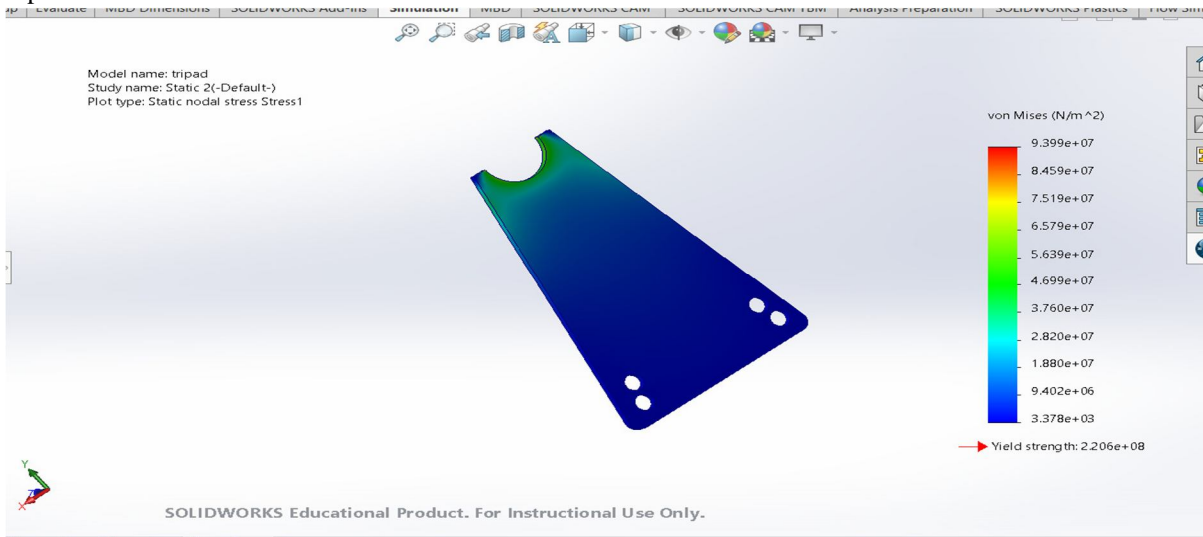 Evaluate MBD Dimensions SOLIDWORKS Add-Ins Simulation MBD SOLIDWORKS CAM SOLIDWORKS CAM TBM Analysis Preparation SOLIDWORKS Plastics Flow Sim
Model name: tripad
Study name: Static 2(-Default-)
Plot type: Static nodal stress Stress1
von Mises (N/m^2)
9.399e+07
8.459e+07
7.519e+07
6.579e+07
5.639e+07
4.699e+07
3.760e+07
2.820e+07
1.880e+07
9.402e+06
3.378e+03
Yield strength: 2.206e+08
Y
Z
X
SOLIDWORKS Educational Product. For Instructional Use Only.